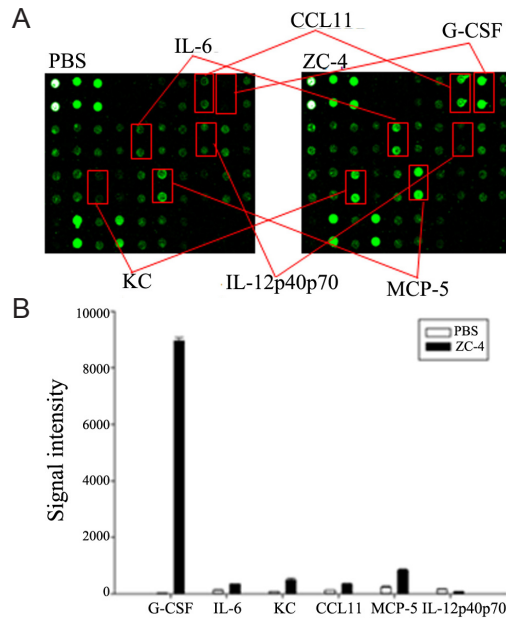 A
CCL11
G-CSF
IL-6
PBS
ZC-4
KC
IL-12p40p70
MCP-5
B
10000
8000
6000
4000
2000
0
Signal intensity
PBS
ZC-4
G-CSF
IL-6
KC
CCL11
MCP-5
IL-12p40p70